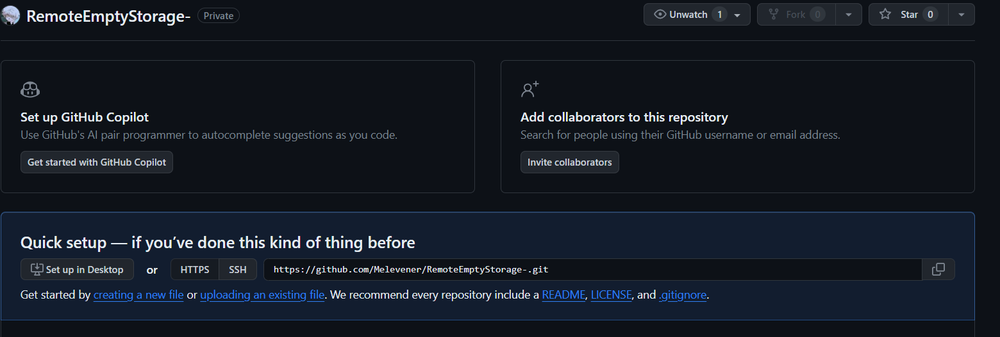 RemoteEmptyStorage- Private Unwatch 1 Fork 0 Star 0
Set up GitHub Copilot
Use GitHub's AI pair programmer to autocomplete suggestions as you code.
Get started with GitHub Copilot
Add collaborators to this repository
Search for people using their GitHub username or email address.
Invite collaborators
Quick setup — if you’ve done this kind of thing before
Set up in Desktop or HTTPS SSH https://github.com/Melevener/RemoteEmptyStorage-.git
Get started by creating a new file or uploading an existing file. We recommend every repository include a README, LICENSE, and .gitignore.